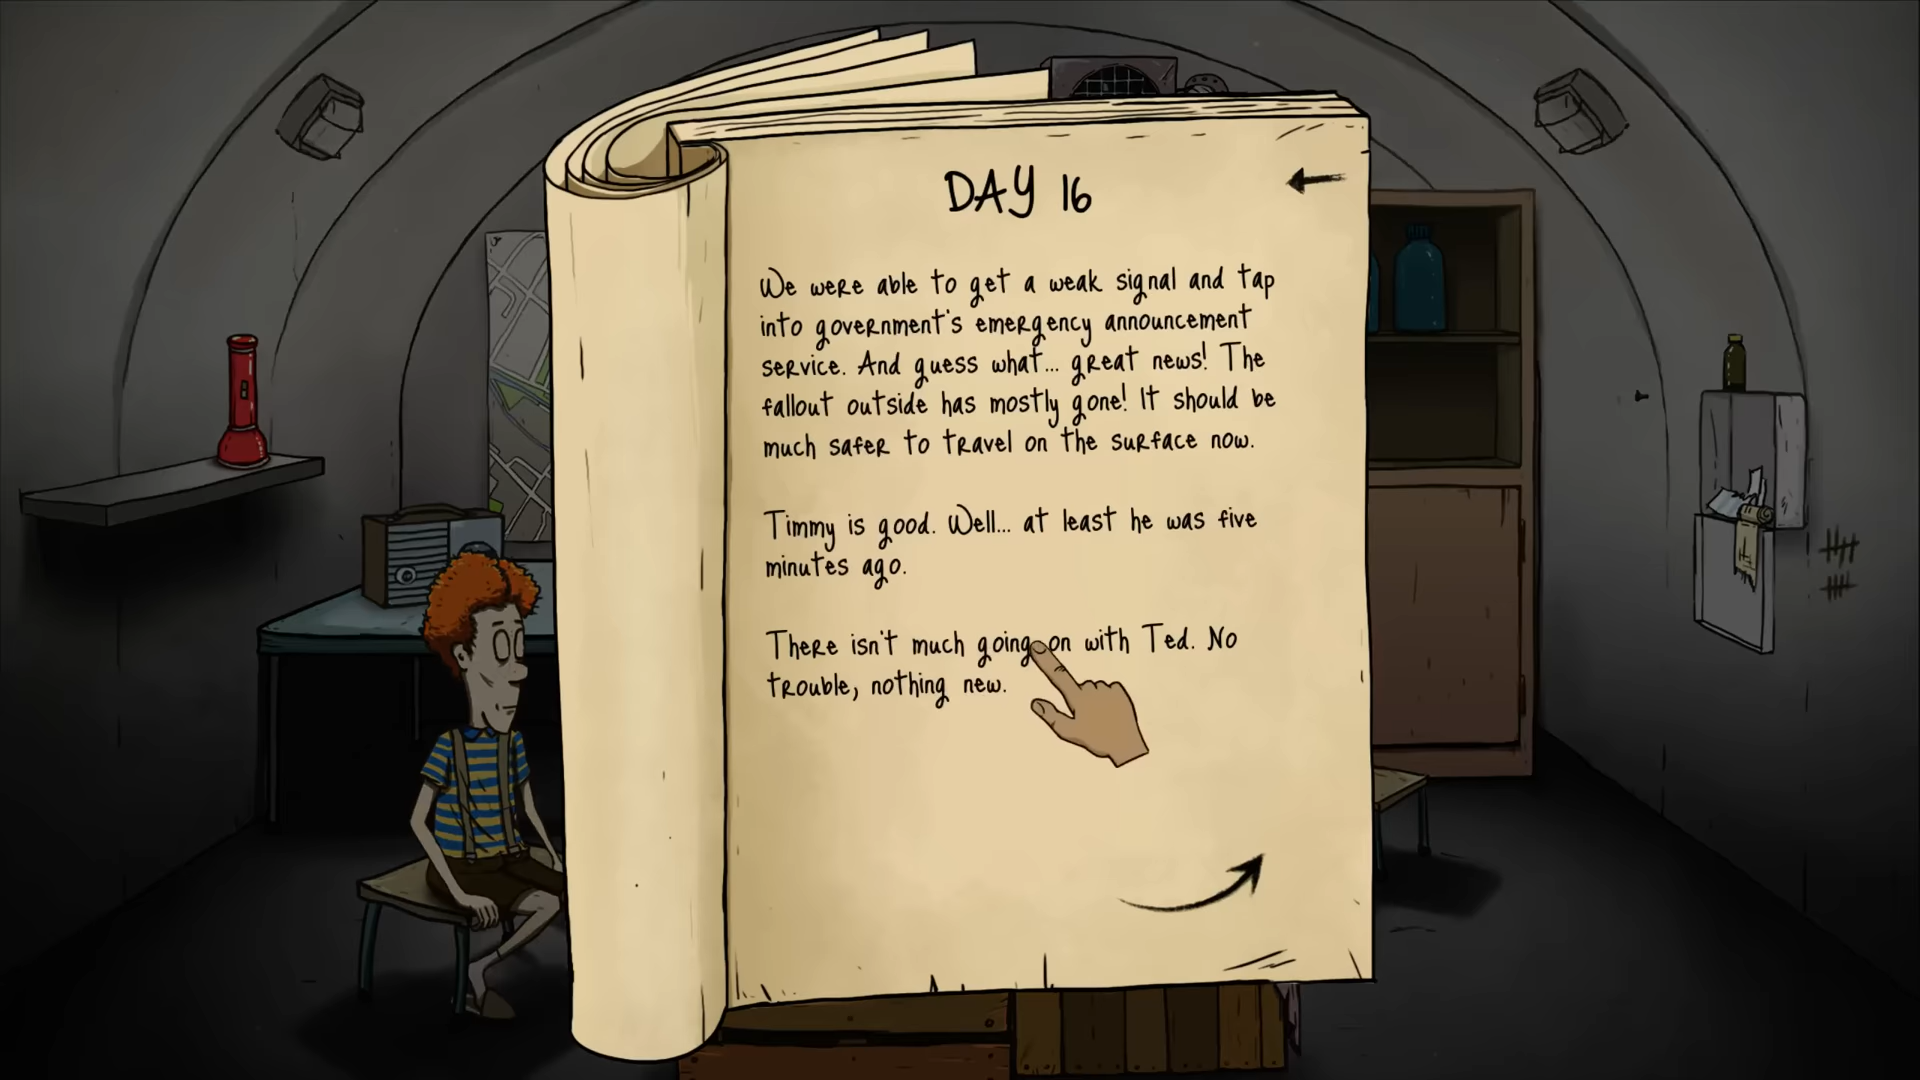 DAY 16
We were able to get a weak signal and tap
into government's emergency announcement
service. And guess what... great news! The
fallout outside has mostly gone! It should be
much safer to travel on the surface now.
Timmy is good. Well... at least he was five
minutes ago.
There isn't much going on with Ted. No
trouble, nothing new.